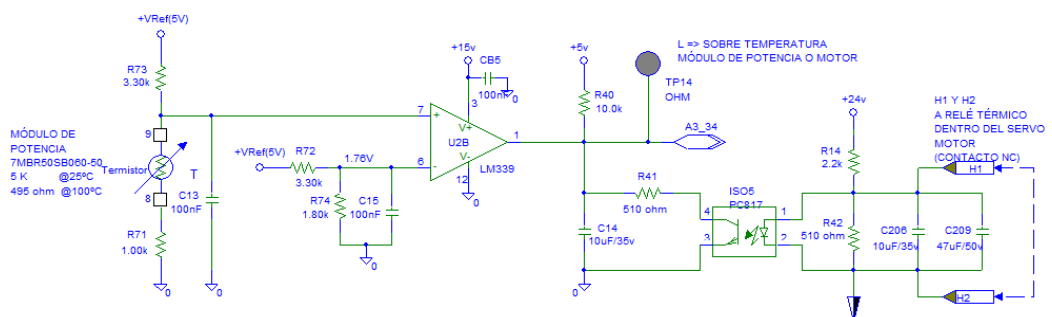 +VRef(5V)
R73
3.30k
MÓDULO DE
POTENCIA
7MBR50SB060-50
5 K @25ºC
495 ohm @100ºC
9
Termistor
8
T
C13
100nF
R71
1.00k
0
0
+VRef(5V)
R72
3.30k
1.76V
R74
1.80k
C15
100nF
0
+15v
CB5
100nF
0
3
7
+
V+
U2B
1
6
-
V-
LM339
12
0
+5v
R40
10.0k
L => SOBRE TEMPERATURA
MÓDULO DE POTENCIA O MOTOR
TP14
OHM
A3_34
R41
510 ohm
C14
10uF/35v
0
ISO5
PC817
4
1
3
2
+24v
R14
2.2k
R42
510 ohm
C206
10uF/35v
C209
47uF/50v
H1 Y H2
A RELÉ TÉRMICO
DENTRO DEL SERVO
MOTOR
(CONTACTO NC)
H1
H2